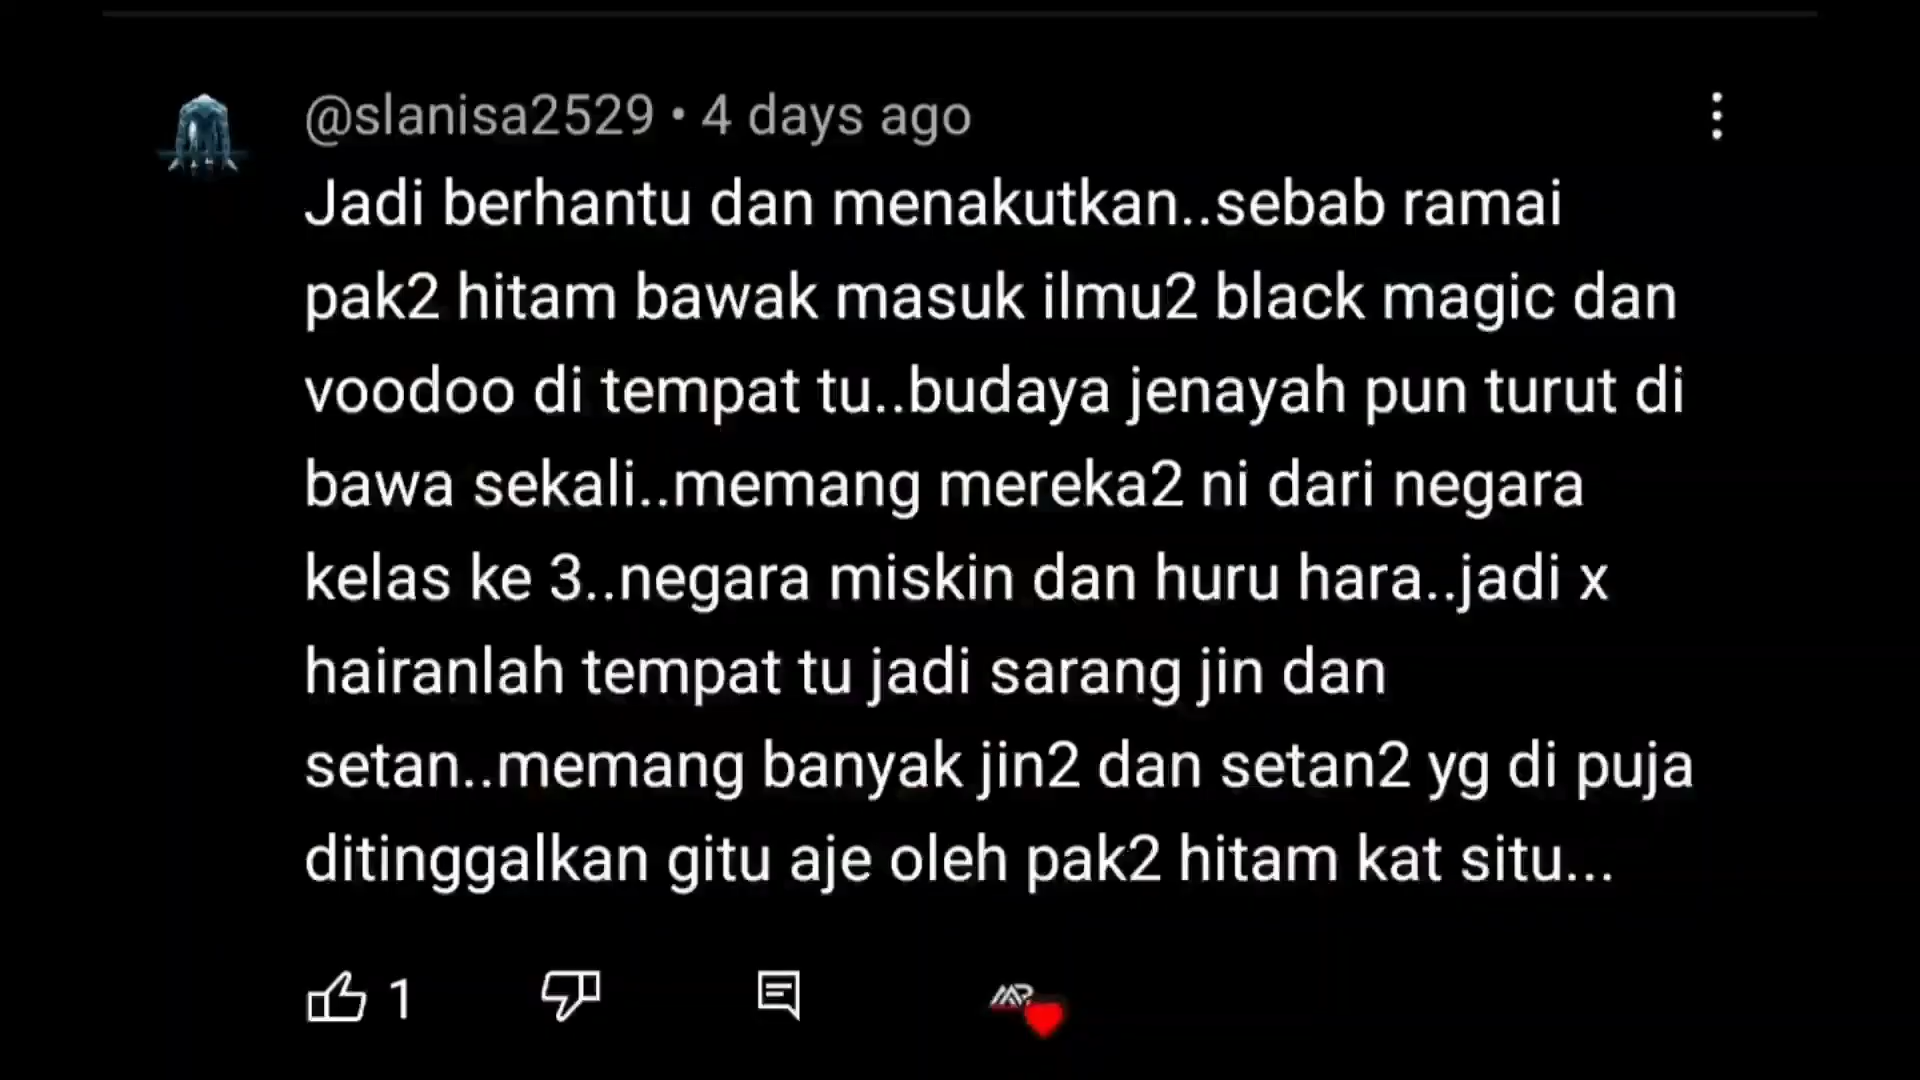 @slanisa2529 • 4 days ago
Jadi berhantu dan menakutkan..sebab ramai
pak2 hitam bawak masuk ilmu2 black magic dan
voodoo di tempat tu..budaya jenayah pun turut di
bawa sekali..memang mereka2 ni dari negara
kelas ke 3..negara miskin dan huru hara..jadi x
hairanlah tempat tu jadi sarang jin dan
setan..memang banyak jin2 dan setan2 yg di puja
ditinggalkan gitu aje oleh pak2 hitam kat situ...
1